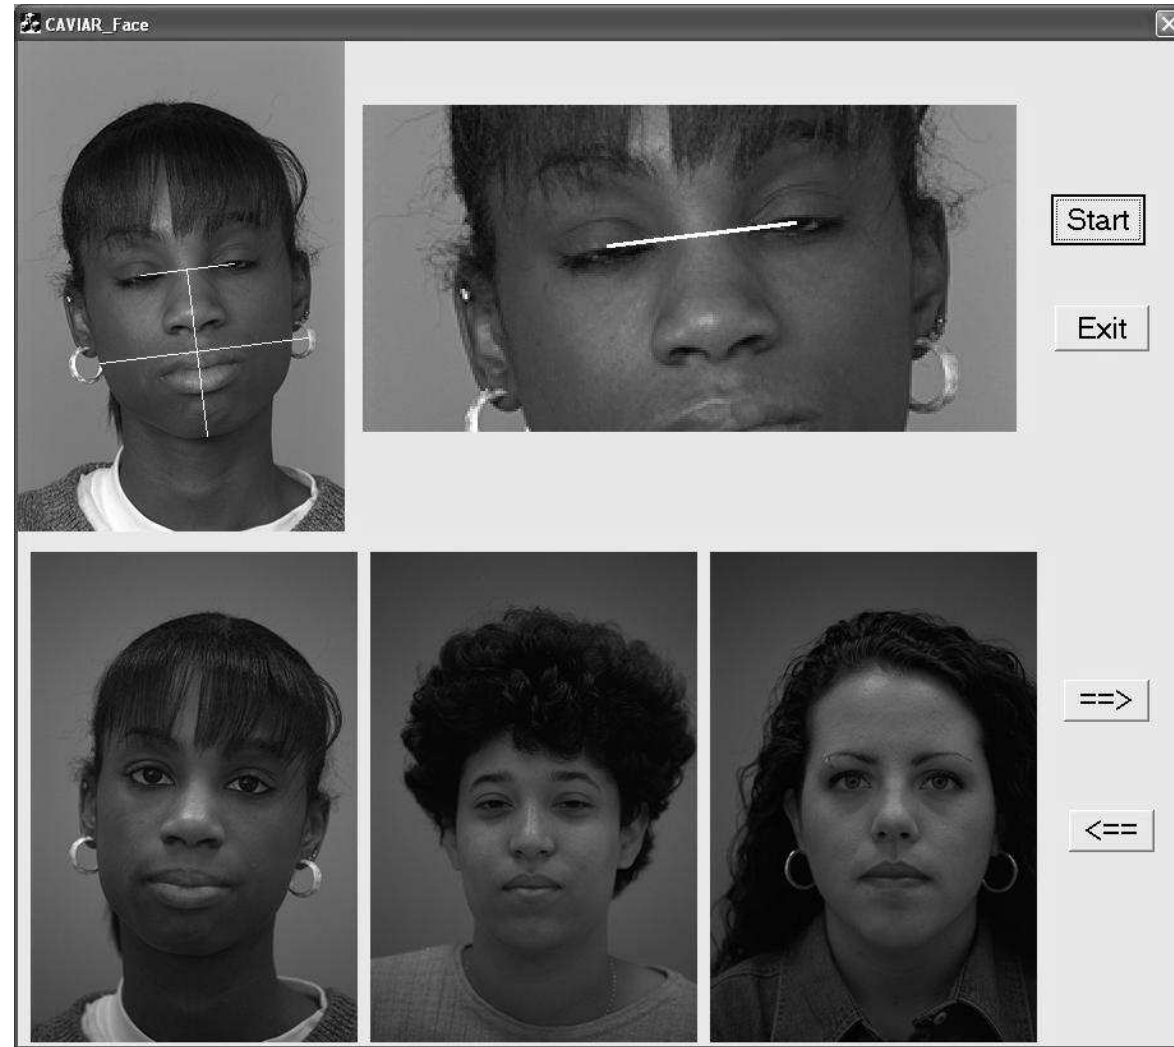 CAVIAR_Face
Start
Exit
==>
<==